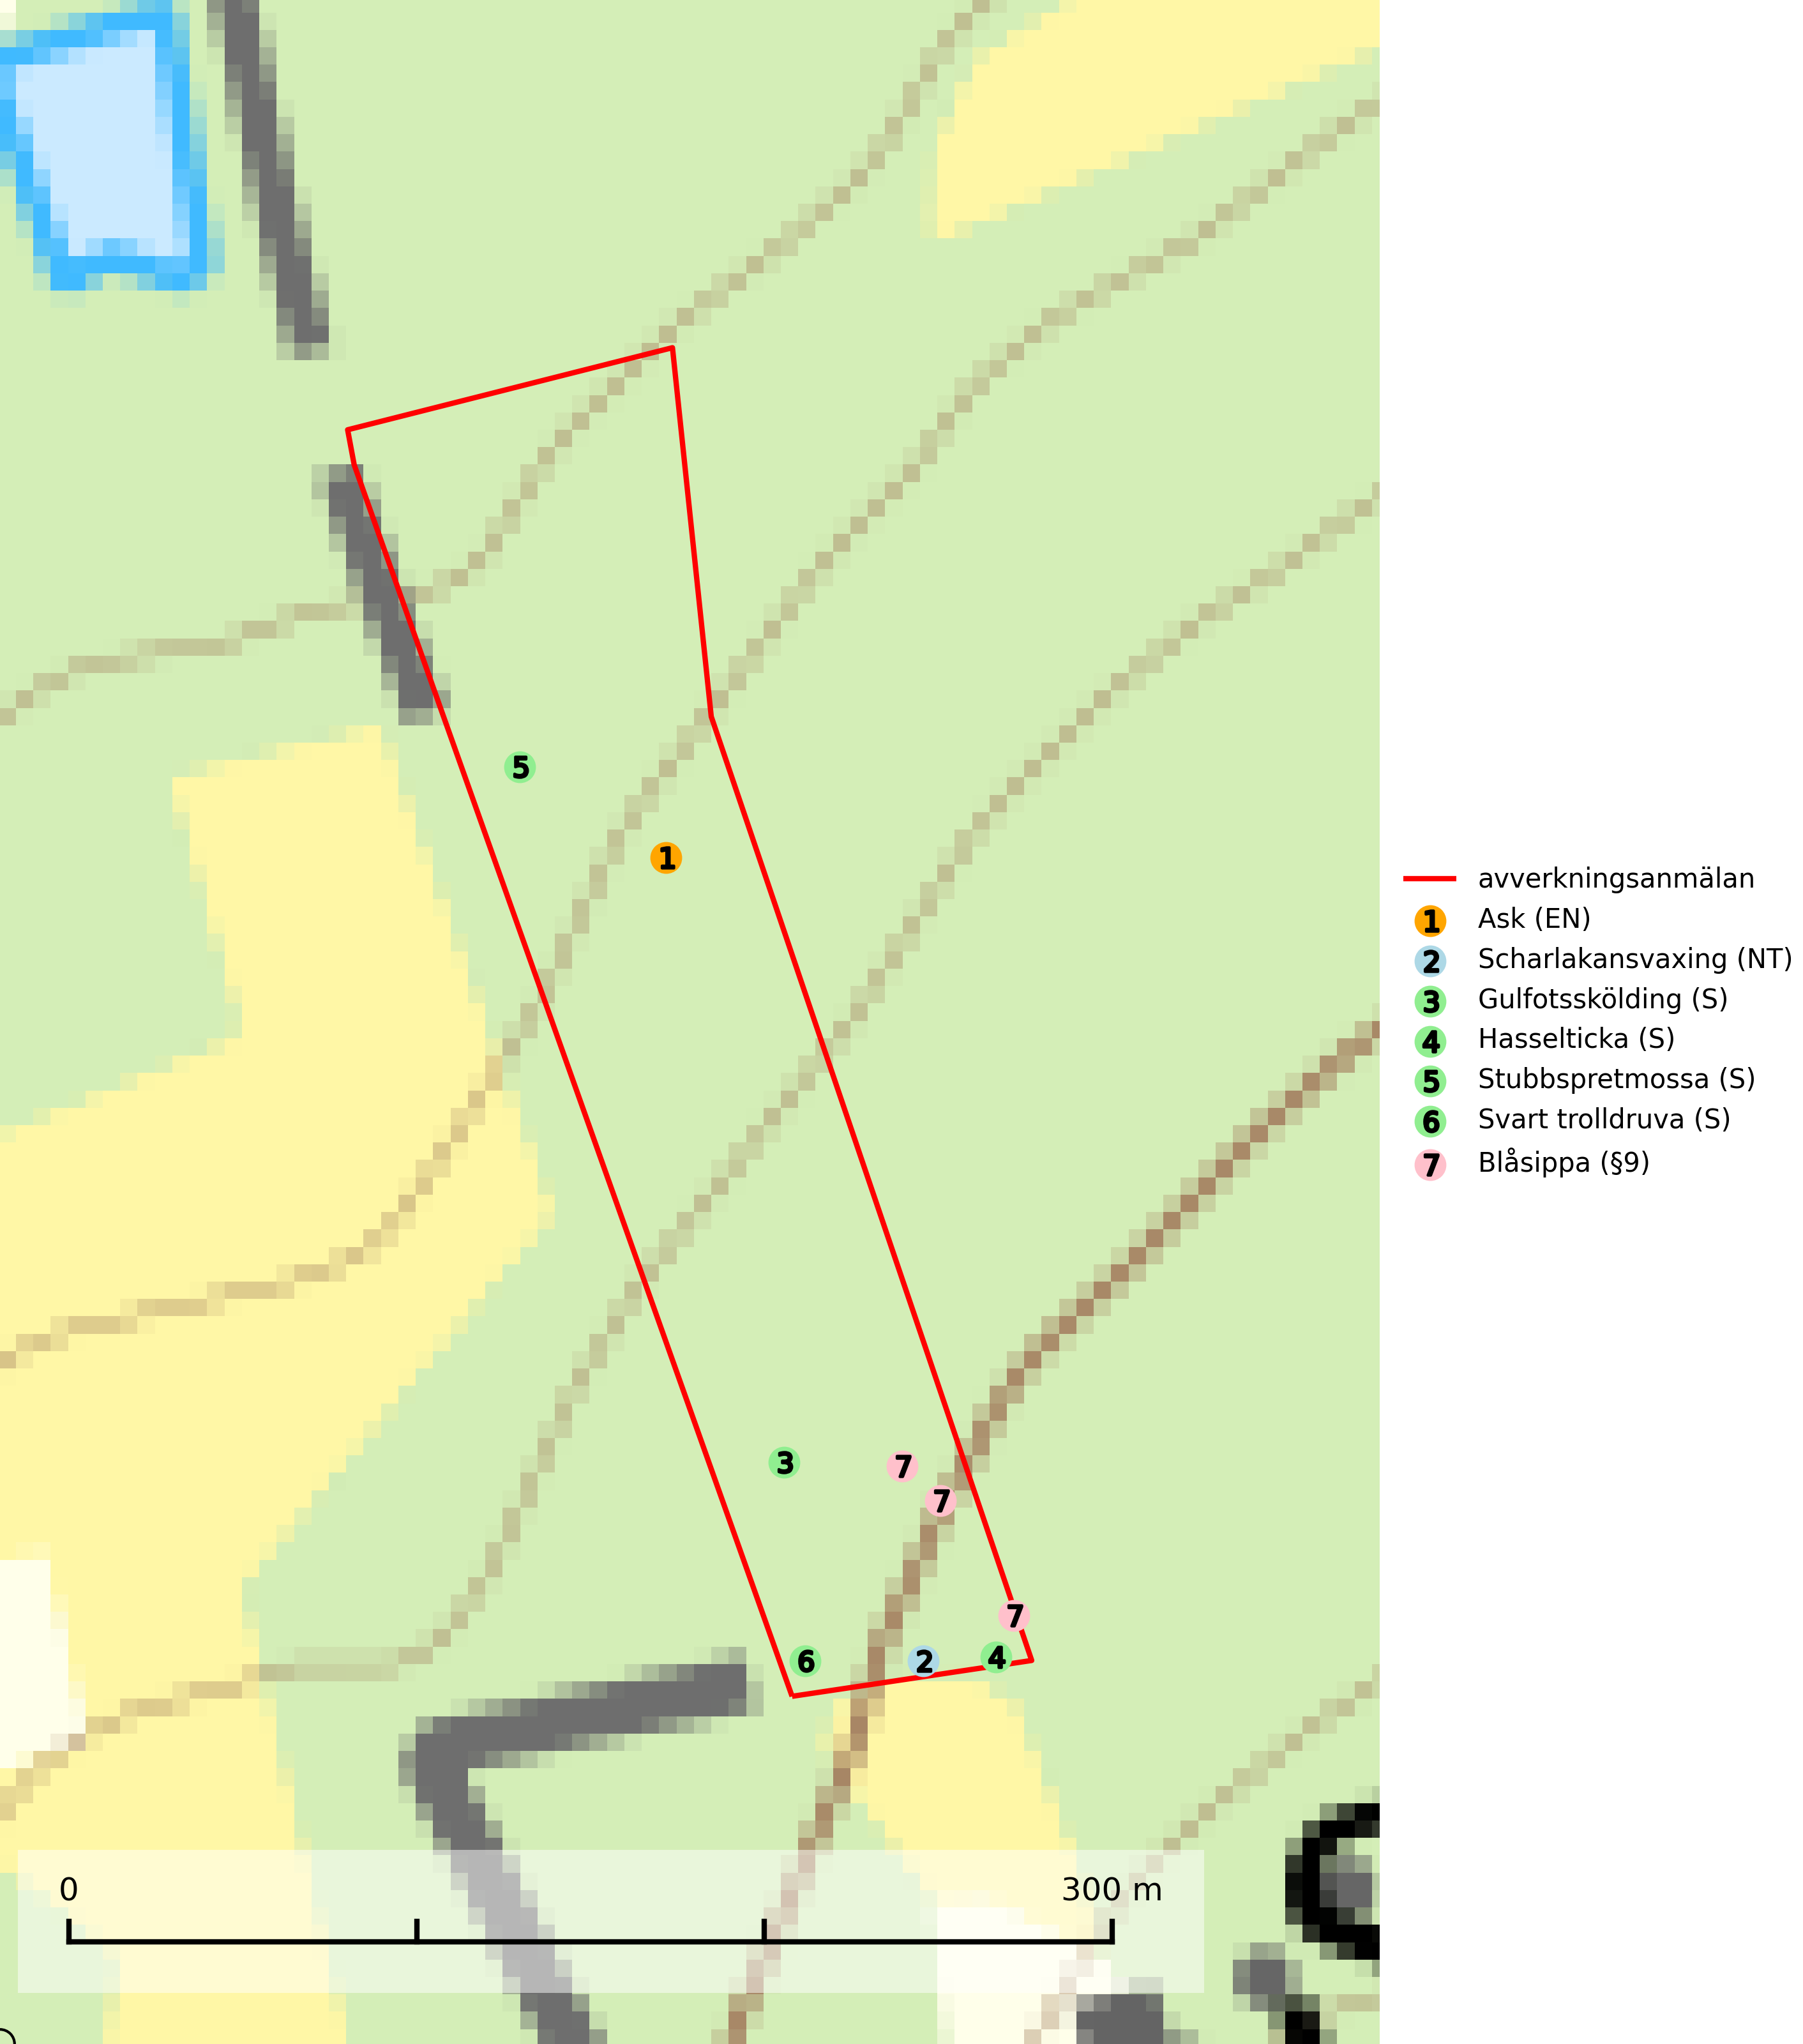 5
1
3
7
7
7
6
2
4
0
300 m
avverkningsanmälan
1 Ask (EN)
2 Scharlakansvaxing (NT)
3 Gulfotsskölding (S)
4 Hasselticka (S)
5 Stubbspretmossa (S)
6 Svart trolldruva (S)
7 Blåsippa (§9)